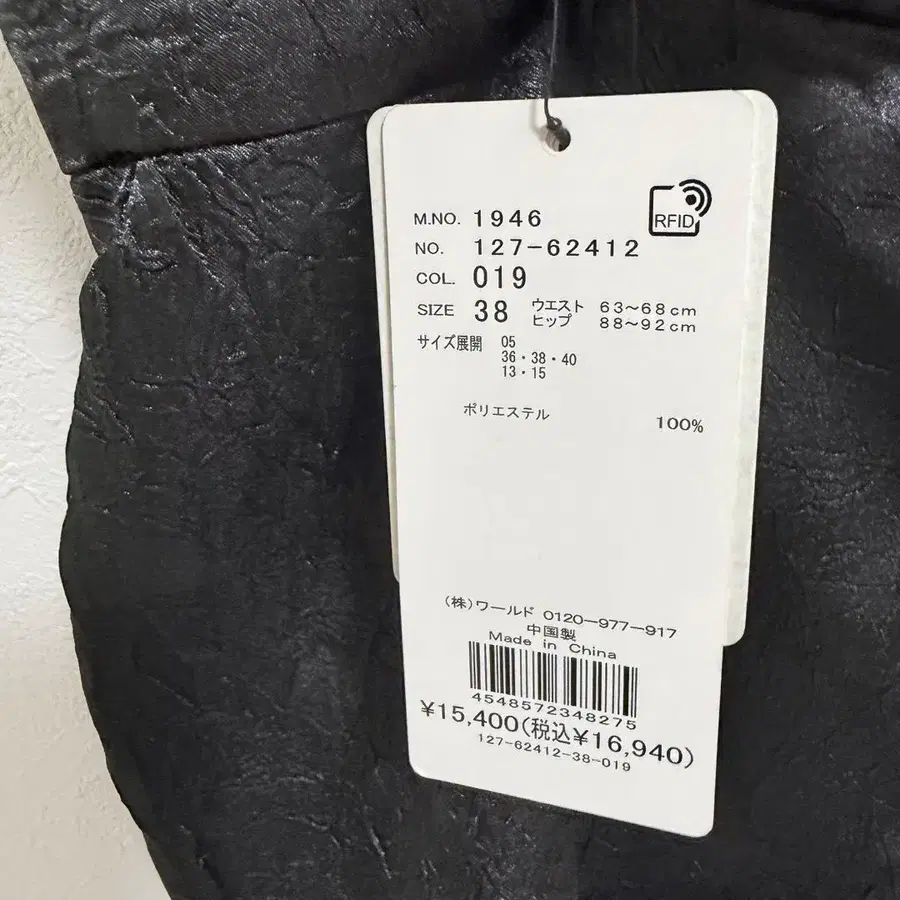 RFID
M.NO. 1946
NO. 127-62412
COL. 019
SIZE 38 ウエスト 63～68cm
ヒップ 88～92cm
サイズ展開 05
36・38・40
13・15
ポリエステル 100%
(株)ワールド 0120-977-917
中国製
Made in China
4548572348275
¥15,400(税込¥16,940)
127-62412-38-019